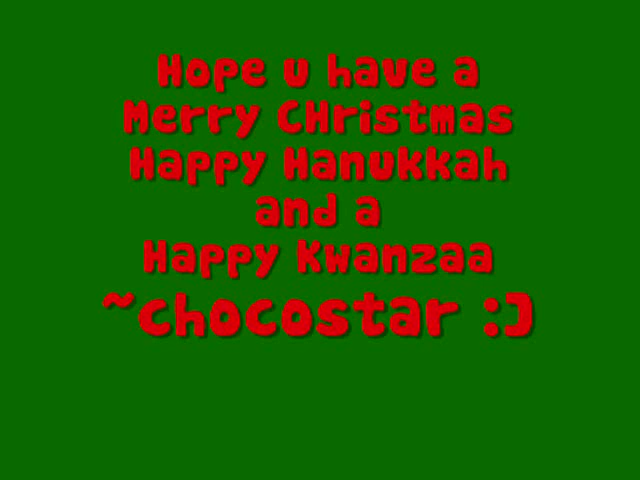 Hope u have a
Merry CHristmas
Happy Hanukkah
and a
Happy Kwanzaa
~chocostar :)